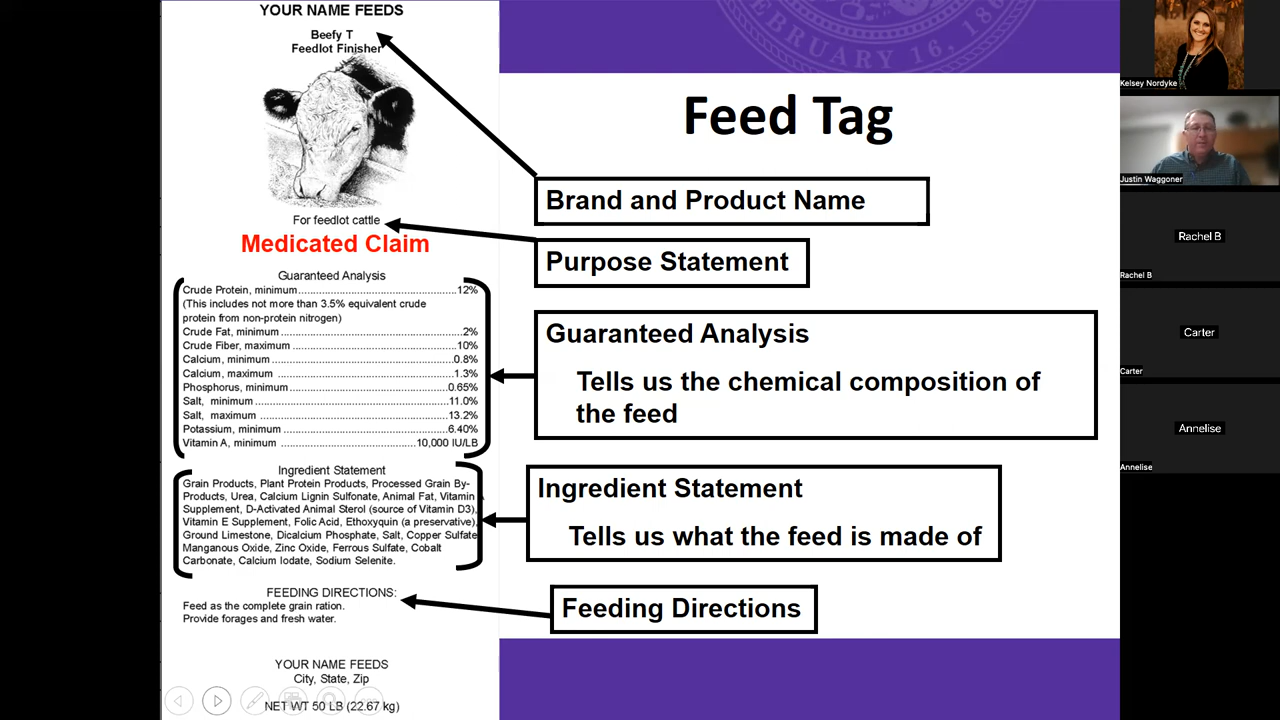 YOUR NAME FEEDS
Beefy T
Feedlot Finisher
For feedlot cattle
Medicated Claim
Guaranteed Analysis
Crude Protein, minimum..........12%
(This includes not more than 3.5% equivalent crude
protein from non-protein nitrogen)
Crude Fat, minimum..........2%
Crude Fiber, maximum..........10%
Calcium, minimum..........0.8%
Calcium, maximum..........1.3%
Phosphorus, minimum..........0.65%
Salt, minimum..........11.0%
Salt, maximum..........13.2%
Potassium, minimum..........6.40%
Vitamin A, minimum..........10,000 IU/LB
Ingredient Statement
Grain Products, Plant Protein Products, Processed Grain By-
Products, Urea, Calcium Lignin Sulfonate, Animal Fat, Vitamin A
Supplement, D-Activated Animal Sterol (source of Vitamin D3),
Vitamin E Supplement, Folic Acid, Ethoxyquin (a preservative),
Ground Limestone, Dicalcium Phosphate, Salt, Copper Sulfate
Manganous Oxide, Zinc Oxide, Ferrous Sulfate, Cobalt
Carbonate, Calcium Iodate, Sodium Selenite.
FEEDING DIRECTIONS:
Feed as the complete grain ration.
Provide forages and fresh water.
YOUR NAME FEEDS
City, State, Zip
NET WT 50 LB (22.67 kg)
FEBRUARY 16, 186
Feed Tag
Brand and Product Name
Purpose Statement
Guaranteed Analysis
Tells us the chemical composition of
the feed
Ingredient Statement
Tells us what the feed is made of
Feeding Directions
Kelsey Nordyke
Justin Waggoner
Rachel B
Rachel B
Carter
Carter
Annelise
Annelise